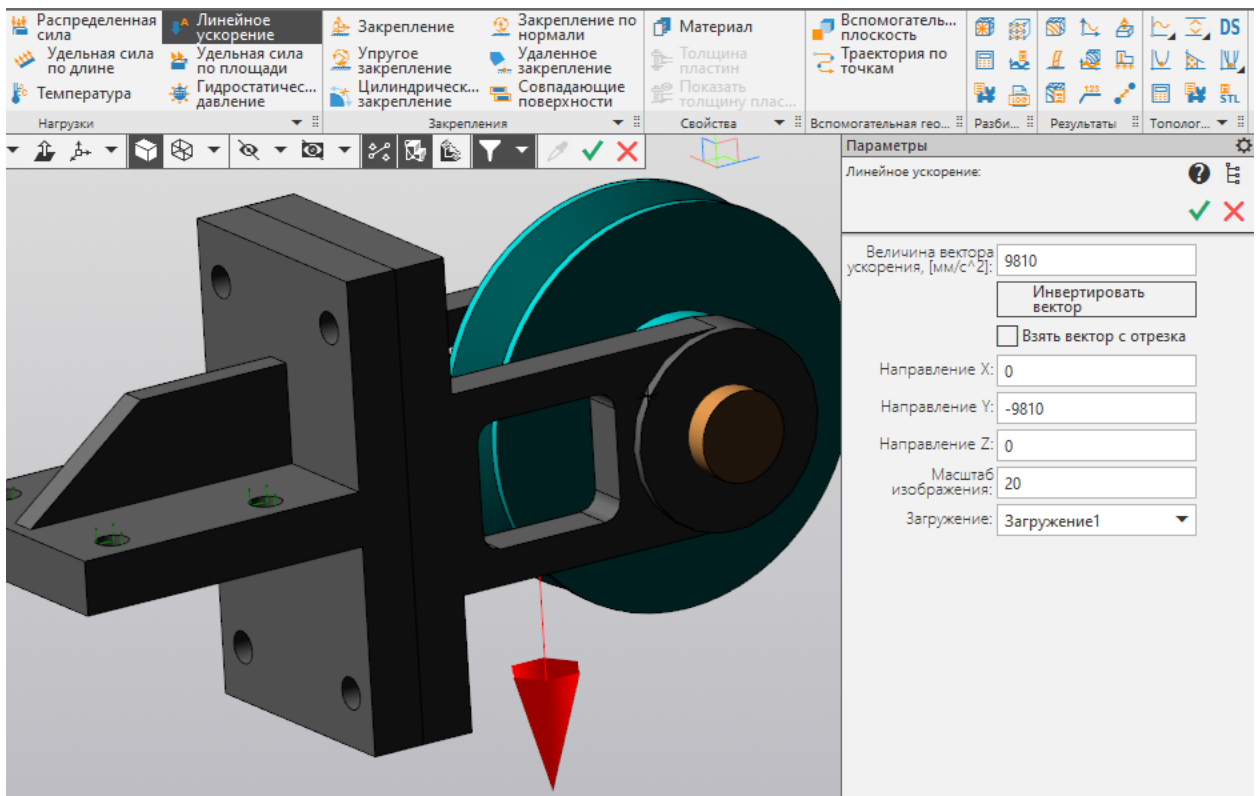 Распределенная
сила
Линейное
ускорение
Закрепление
Закрепление по
нормали
Материал
Вспомогатель...
плоскость
DS
Удельная сила
по длине
Удельная сила
по площади
Упругое
закрепление
Удаленное
закрепление
Толщина
пластин
Траектория по
точкам
Температура
Гидростатичес...
давление
Цилиндрическ...
закрепление
Совпадающие
поверхности
Показать
толщину плас...
123
LOG
STL
Нагрузки
Закрепления
Свойства
Вспомогательная гео...
Разби...
Результаты
Тополог...
Параметры
Линейное ускорение:
Величина вектора
ускорения, [мм/с^2]:
9810
Инвертировать
вектор
Взять вектор с отрезка
Направление X: 0
Направление Y: -9810
Направление Z: 0
Масштаб
изображения:
20
Загружение: Загружение1